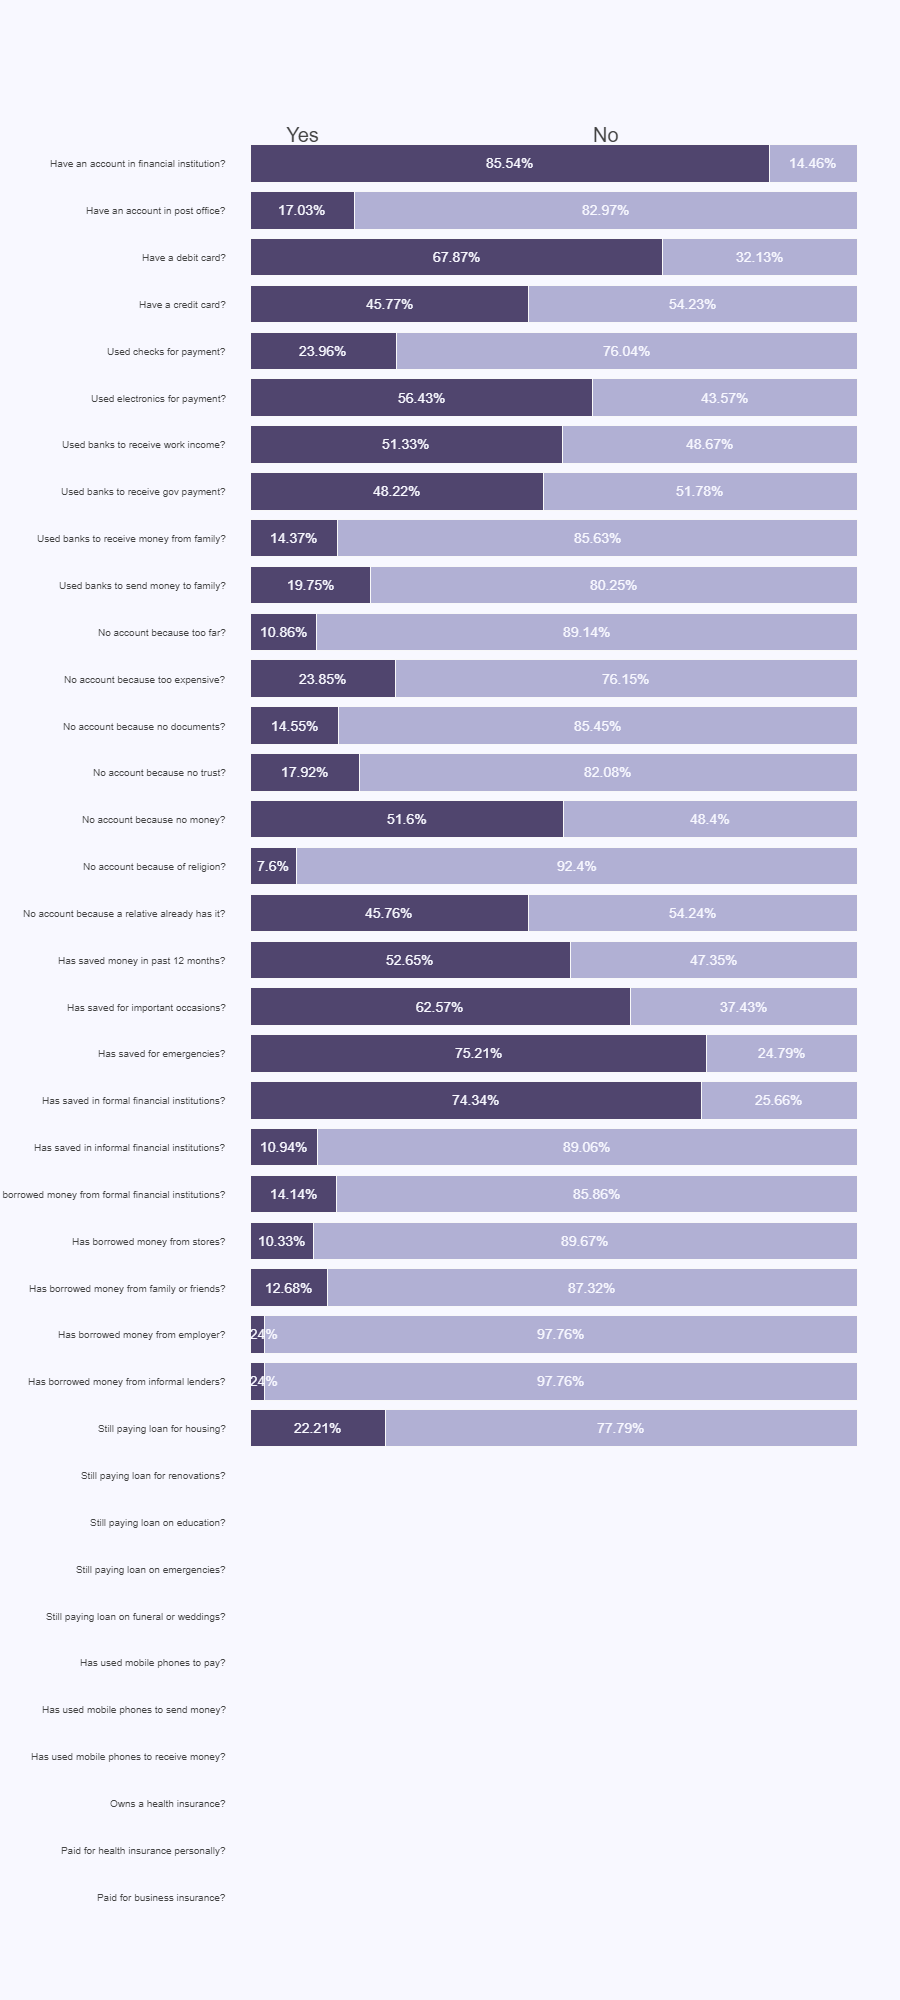 Yes No
Have an account in financial institution? 85.54% 14.46%
Have an account in post office? 17.03% 82.97%
Have a debit card? 67.87% 32.13%
Have a credit card? 45.77% 54.23%
Used checks for payment? 23.96% 76.04%
Used electronics for payment? 56.43% 43.57%
Used banks to receive work income? 51.33% 48.67%
Used banks to receive gov payment? 48.22% 51.78%
Used banks to receive money from family? 14.37% 85.63%
Used banks to send money to family? 19.75% 80.25%
No account because too far? 10.86% 89.14%
No account because too expensive? 23.85% 76.15%
No account because no documents? 14.55% 85.45%
No account because no trust? 17.92% 82.08%
No account because no money? 51.6% 48.4%
No account because of religion? 7.6% 92.4%
No account because a relative already has it? 45.76% 54.24%
Has saved money in past 12 months? 52.65% 47.35%
Has saved for important occasions? 62.57% 37.43%
Has saved for emergencies? 75.21% 24.79%
Has saved in formal financial institutions? 74.34% 25.66%
Has saved in informal financial institutions? 10.94% 89.06%
borrowed money from formal financial institutions? 14.14% 85.86%
Has borrowed money from stores? 10.33% 89.67%
Has borrowed money from family or friends? 12.68% 87.32%
Has borrowed money from employer? 24% 97.76%
Has borrowed money from informal lenders? 24% 97.76%
Still paying loan for housing? 22.21% 77.79%
Still paying loan for renovations?
Still paying loan on education?
Still paying loan on emergencies?
Still paying loan on funeral or weddings?
Has used mobile phones to pay?
Has used mobile phones to send money?
Has used mobile phones to receive money?
Owns a health insurance?
Paid for health insurance personally?
Paid for business insurance?